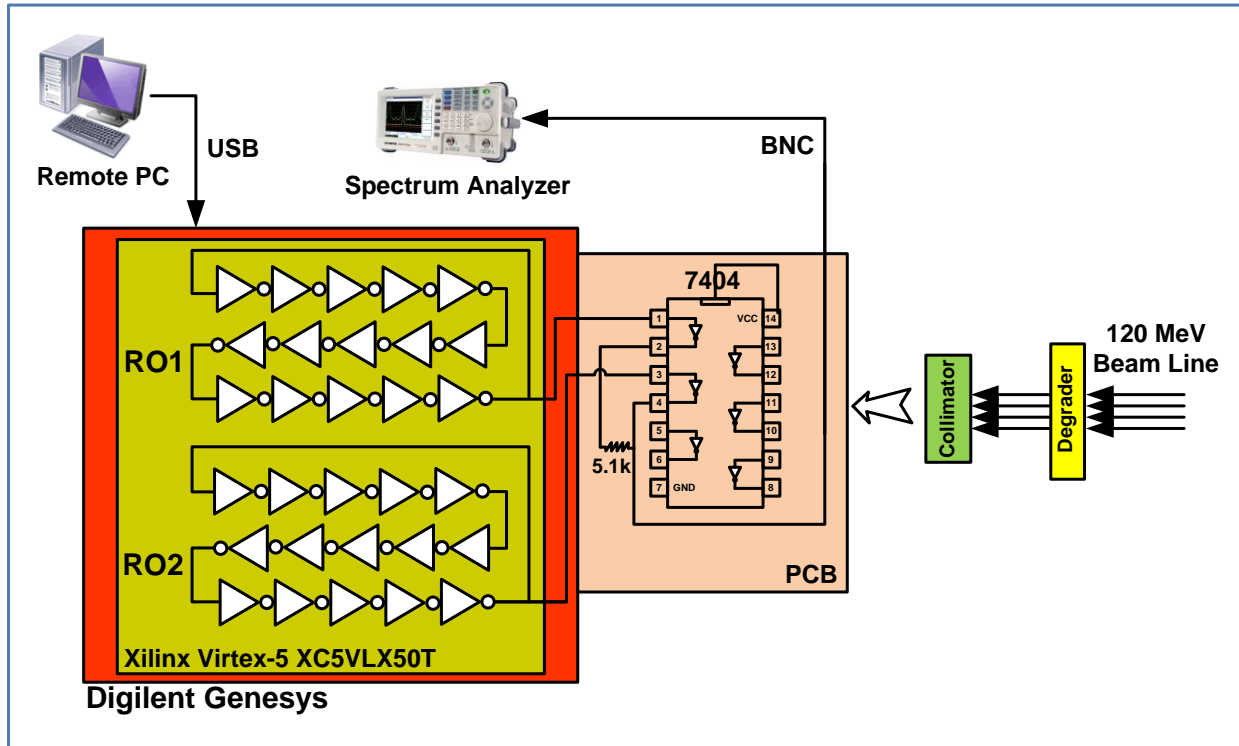 Remote PC
USB
Spectrum Analyzer
BNC
RO1
RO2
Xilinx Virtex-5 XC5VLX50T
Digilent Genesys
7404
1
2
3
4
5
6
7
VCC
GND
14
13
12
11
10
9
8
5.1k
PCB
Collimator
Degrader
120 MeV
Beam Line